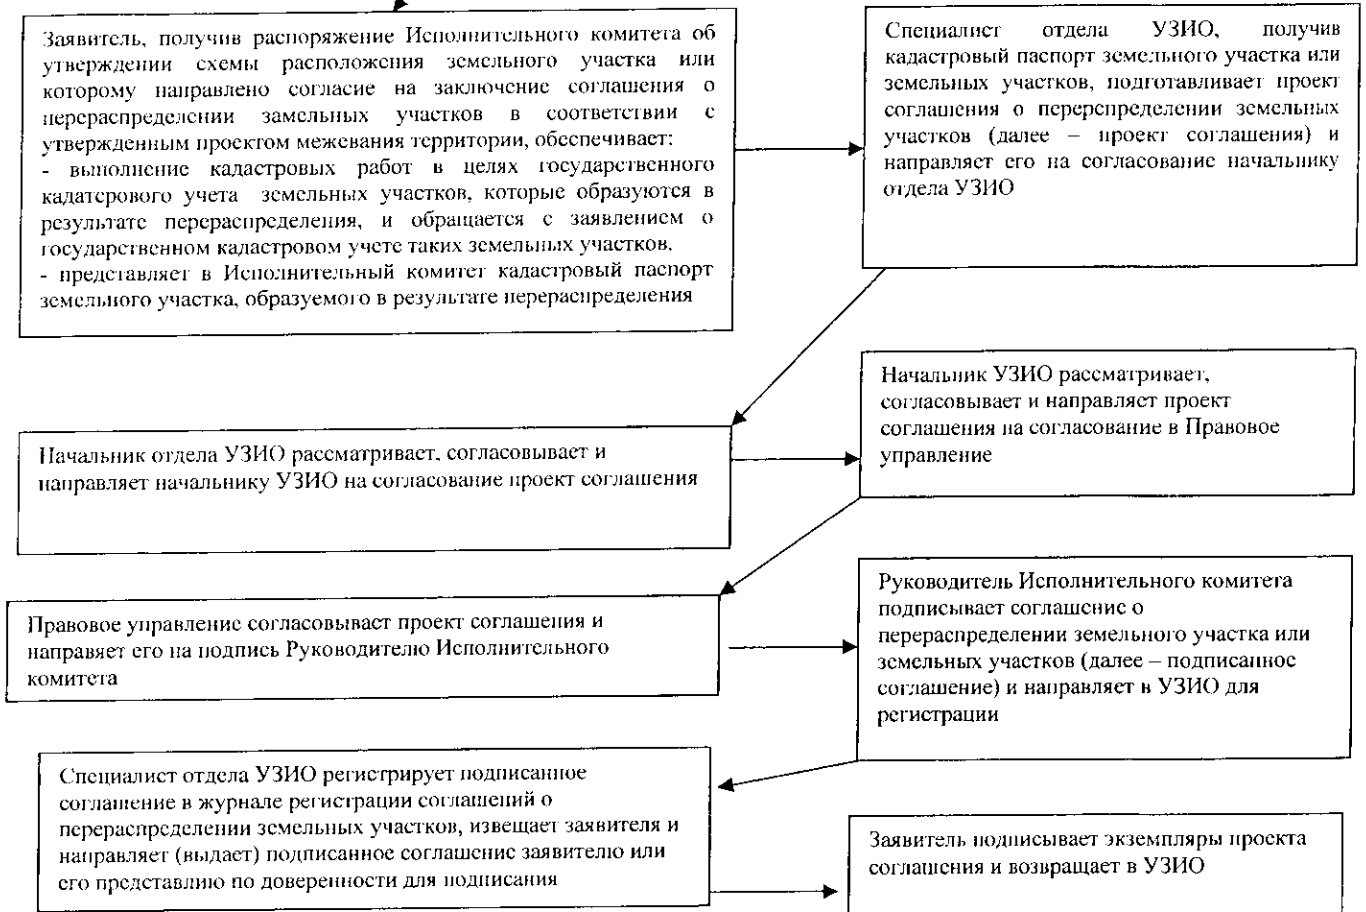 Заявитель, получив распоряжение Исполнительного комитета об
утверждении схемы расположения земельного участка или
которому направлено согласие на заключение соглашения о
перераспределении замельных участков в соответствии с
утвержденным проектом межевания территории, обеспечивает:
- выполнение кадастровых работ в целях государственного
кадатсрового учета земельных участков, которые образуются в
результате перераспределения, и обращается с заявлением о
государственном кадастровом учете таких земельных участков.
- представляет в Исполнительный комитет кадастровый паспорт
земельного участка, образуемого в результате перераспределения
Специалист отдела УЗИО, получив
кадастровый паспорт земельного участка или
земельных участков, подготавливает проект
соглашения о перерспределении земельных
участков (далее – проект соглашения) и
направляет его на согласование начальнику
отдела УЗИО
Начальник отдела УЗИО рассматривает, согласовывает и
направляет начальнику УЗИО на согласование проект соглашения
Начальник УЗИО рассматривает,
согласовывает и направляет проект
соглашения на согласование в Правовое
управление
Правовое управление согласовывает проект соглашения и
направяет его на подпись Руководителю Исполнительного
комитета
Руководитель Исполнительного комитета
подписывает соглашение о
перераспределении земельного участка или
земельных участков (далее – подписанное
соглашение) и направляет в УЗИО для
регистрации
Специалист отдела УЗИО регистрирует подписанное
соглашение в журнале регистрации соглашений о
перераспределении земельных участков, извещает заявителя и
направляет (выдает) подписанное соглашение заявителю или
его представлию по доверенности для подписания
Заявитель подписывает экземпляры проекта
соглашения и возвращает в УЗИО